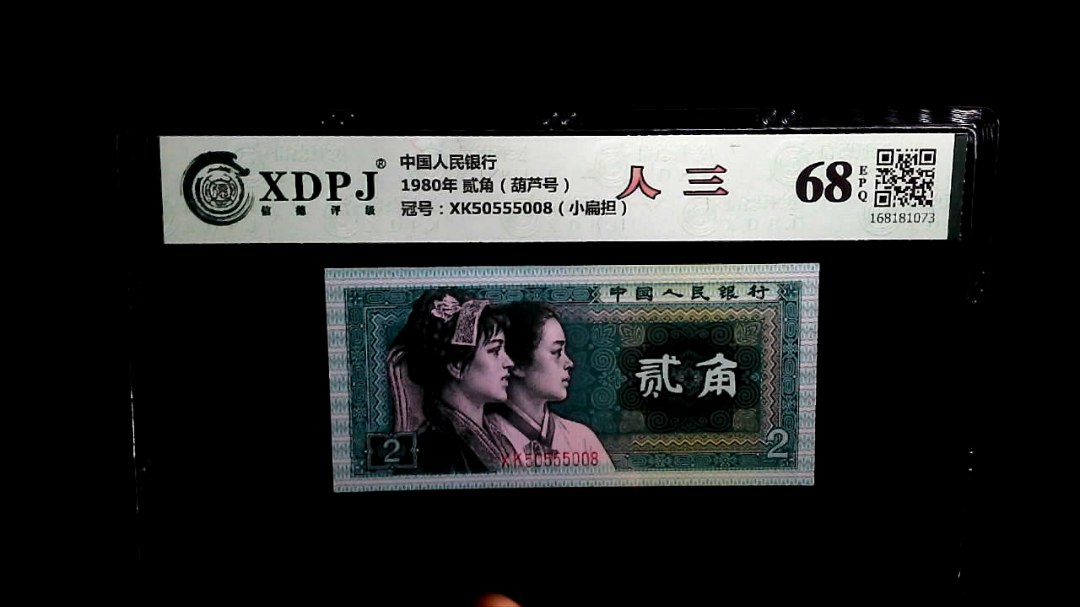 XDPJ®
信德评级
中国人民银行
1980年 贰角（葫芦号）
冠号：XK50555008（小扁担）
人 三
68
EPQ
168181073
中国人民银行
贰角
2
2
XK50555008